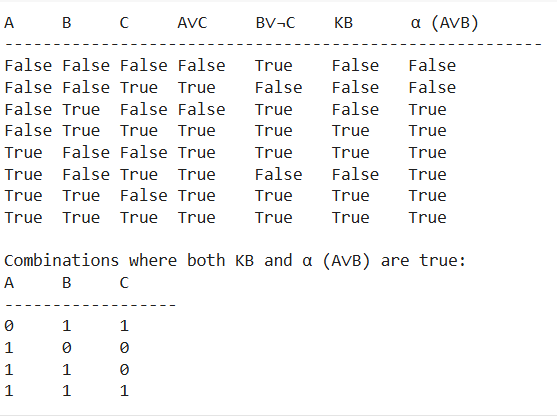 A B C A∨C B∨¬C KB α (A∨B)
-------------------------------------------------------
False False False False True False False
False False True True False False False
False True False False True False True
False True True True True True True
True False False True True True True
True False True True False False True
True True False True True True True
True True True True True True True
Combinations where both KB and α (A∨B) are true:
A B C
------------------
0 1 1
1 0 0
1 1 0
1 1 1